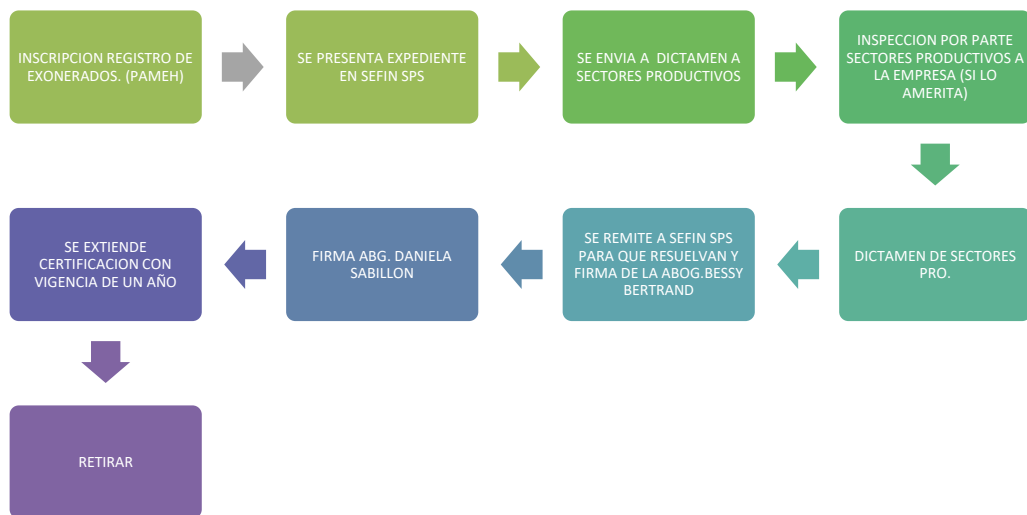 INSCRIPCION REGISTRO DE
EXONERADOS. (PAMEH)
SE PRESENTA EXPEDIENTE
EN SEFIN SPS
SE ENVIA A DICTAMEN A
SECTORES PRODUCTIVOS
INSPECCION POR PARTE
SECTORES PRODUCTIVOS A
LA EMPRESA (SI LO
AMERITA)
DICTAMEN DE SECTORES
PRO.
SE REMITE A SEFIN SPS
PARA QUE RESUELVAN Y
FIRMA DE LA ABOG.BESSY
BERTRAND
FIRMA ABG. DANIELA
SABILLON
SE EXTIENDE
CERTIFICACION CON
VIGENCIA DE UN AÑO
RETIRAR